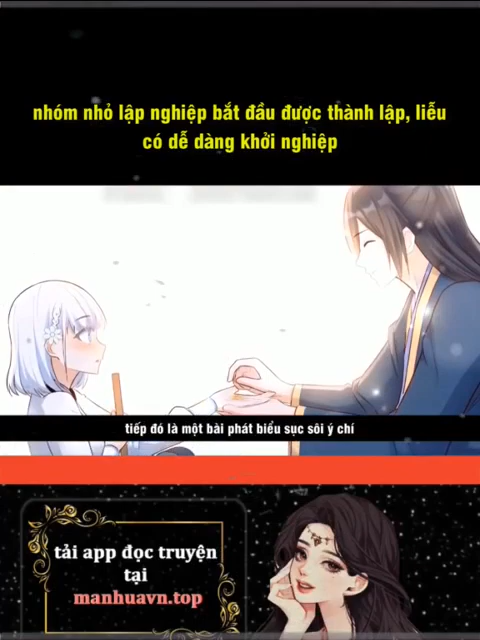 nhóm nhỏ lập nghiệp bắt đầu được thành lập, liễu
có dễ dàng khởi nghiệp
tiếp đó là một bài phát biểu sục sôi ý chí
tải app đọc truyện
tại
manhuavn.top